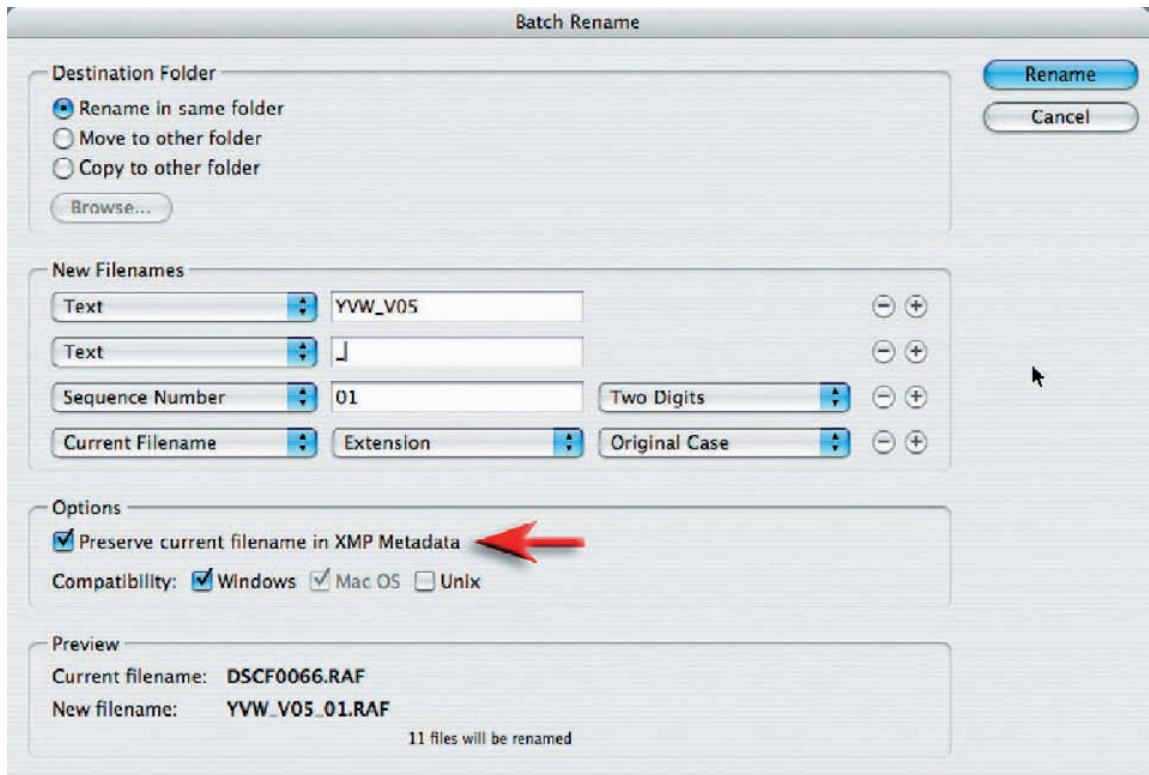 Batch Rename
Destination Folder
Rename
Rename in same folder
Cancel
Move to other folder
Copy to other folder
Browse...
New Filenames
Text YVW_V05
Text _
Sequence Number 01 Two Digits
Current Filename Extension Original Case
Options
Preserve current filename in XMP Metadata
Compatibility: Windows Mac OS Unix
Preview
Current filename: DSCF0066.RAF
New filename: YVW_V05_01.RAF
11 files will be renamed